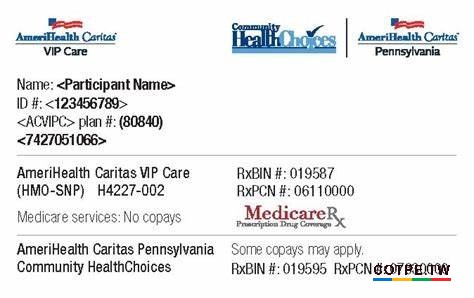 AmeriHealth Caritas
VIP Care
Community
HealthChoices
AmeriHealth Caritas
Pennsylvania
Name: <Participant Name>
ID #: <123456789>
<ACVIPC> plan #: (80840)
<7427051066>
AmeriHealth Caritas VIP Care
(HMO-SNP) H4227-002
Medicare services: No copays
RxBIN #: 019587
RxPCN #: 06110000
MedicareRx
Prescription Drug Coverage
AmeriHealth Caritas Pennsylvania
Community HealthChoices
Some copays may apply.
RxBIN #: 019595 RxPCN #:
COTPE.TW